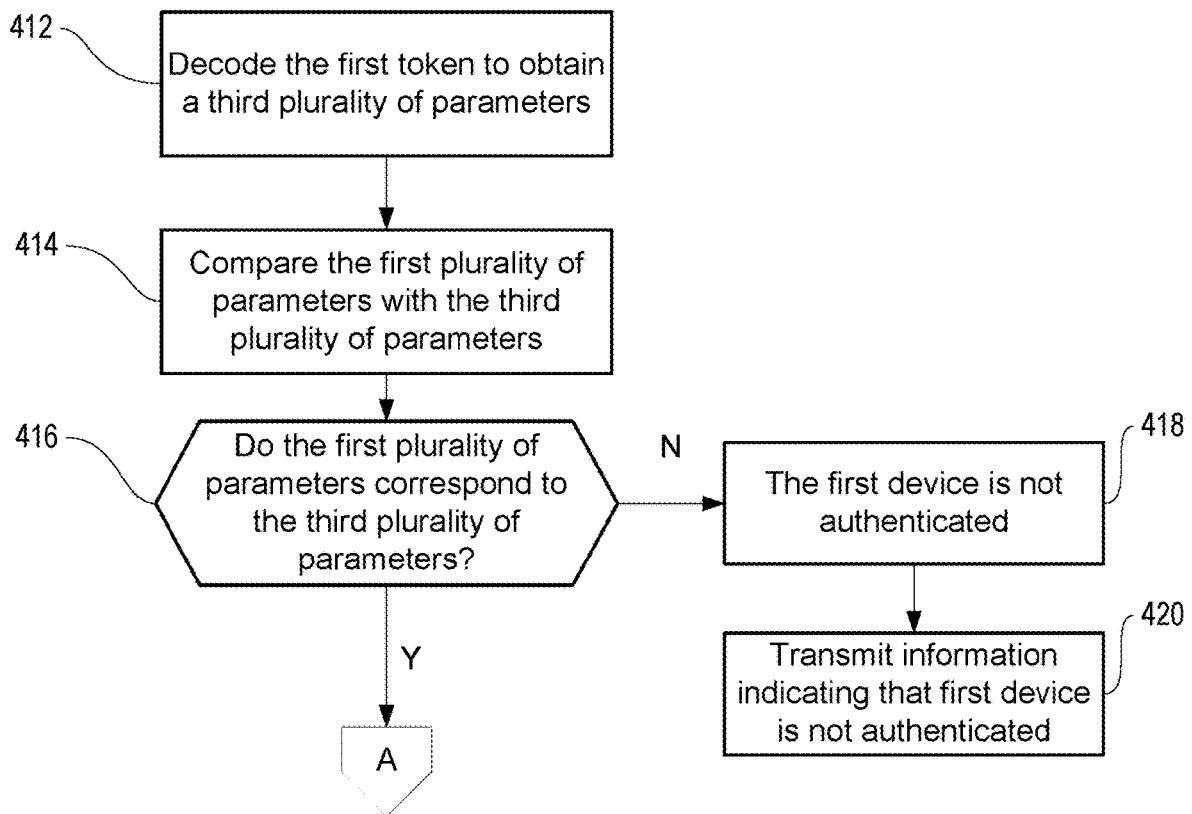 412
Decode the first token to obtain
a third plurality of parameters
414
Compare the first plurality of
parameters with the third
plurality of parameters
416
Do the first plurality of
parameters correspond to
the third plurality of
parameters?
N
418
The first device is not
authenticated
420
Transmit information
indicating that first device
is not authenticated
Y
A